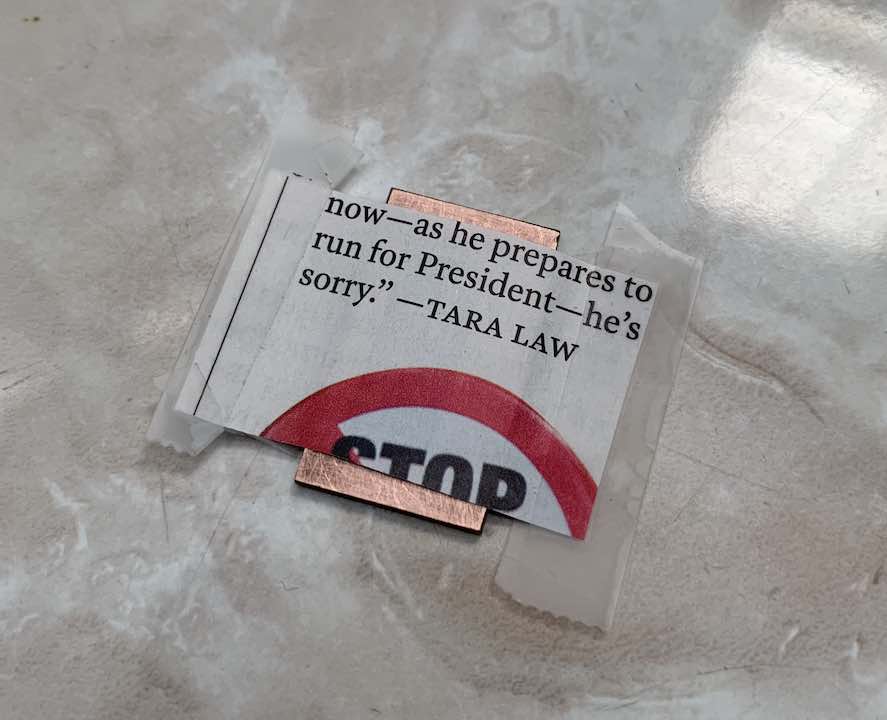 now—as he prepares to
run for President—he’s
sorry.” —TARA LAW
STOP